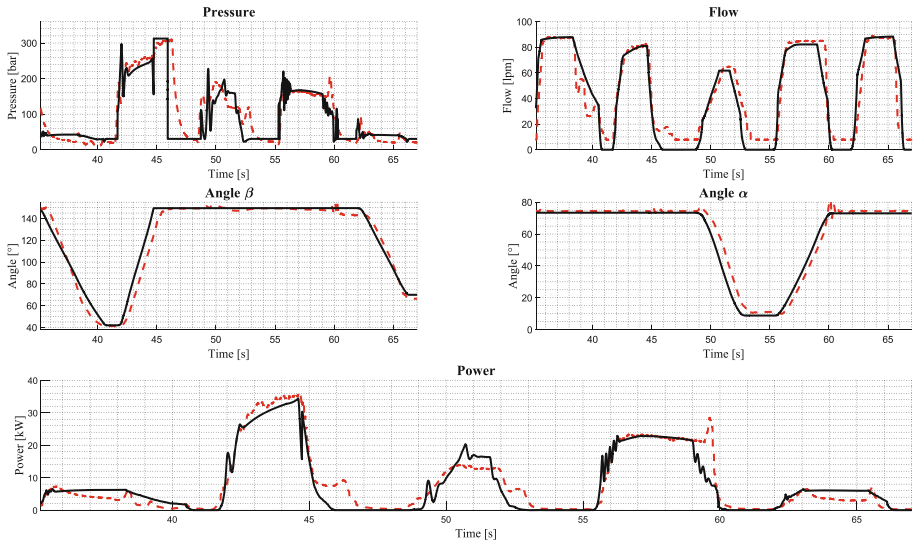 Pressure
Pressure [bar]
300
200
100
0
40 45 50 55 60 65
Time [s]
Flow
Flow [lpm]
100
80
60
40
20
0
40 45 50 55 60 65
Time [s]
Angle β
Angle [°]
140
120
100
80
60
40
40 45 50 55 60 65
Time [s]
Angle α
Angle [°]
80
60
40
20
0
40 45 50 55 60 65
Time [s]
Power
Power [kW]
40
30
20
10
0
40 45 50 55 60 65
Time [s]